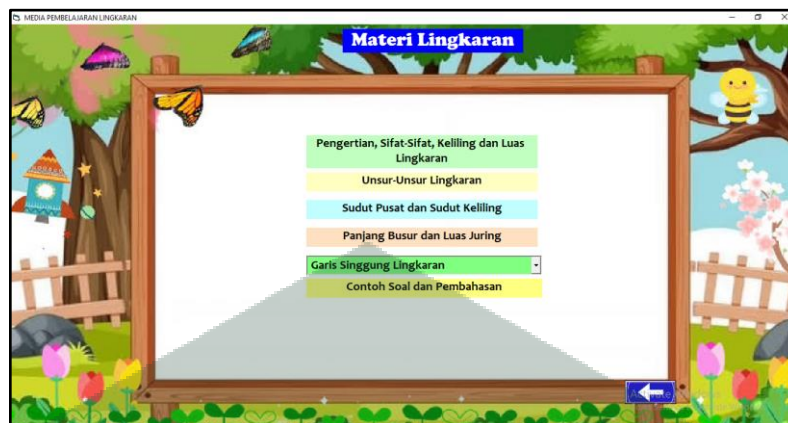 MEDIA PEMBELAJARAN LINGKARAN
Materi Lingkaran
Pengertian, Sifat-Sifat, Keliling dan Luas
Lingkaran
Unsur-Unsur Lingkaran
Sudut Pusat dan Sudut Keliling
Panjang Busur dan Luas Juring
Garis Singgung Lingkaran
Contoh Soal dan Pembahasan